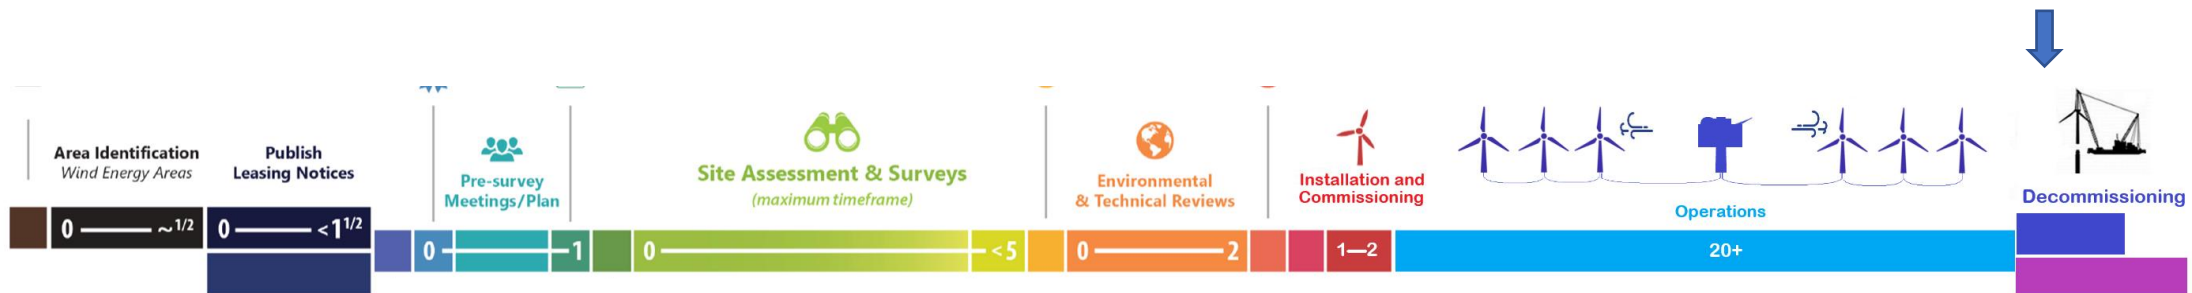 Area Identification
Wind Energy Areas
0 ~1/2
Publish
Leasing Notices
0 <1 1/2
Pre-survey
Meetings/Plan
0 1
Site Assessment & Surveys
(maximum timeframe)
0 <5
Environmental
& Technical Reviews
0 2
Installation and
Commissioning
1—2
Operations
20+
Decommissioning